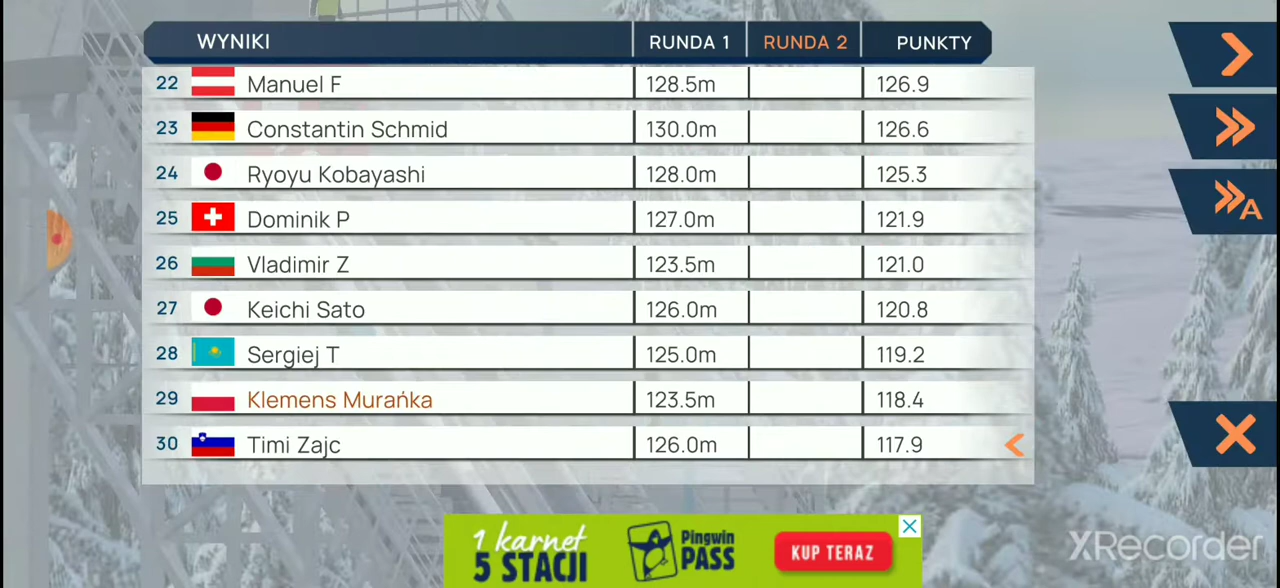 WYNIKI RUNDA 1 RUNDA 2 PUNKTY
22 Manuel F 128.5m 126.9
23 Constantin Schmid 130.0m 126.6
24 Ryoyu Kobayashi 128.0m 125.3
25 Dominik P 127.0m 121.9
26 Vladimir Z 123.5m 121.0
27 Keichi Sato 126.0m 120.8
28 Sergiej T 125.0m 119.2
29 Klemens Murańka 123.5m 118.4
30 Timi Zajc 126.0m 117.9
A
1 karnet
5 STACJI
Pingwin
PASS
KUP TERAZ
XRecorder